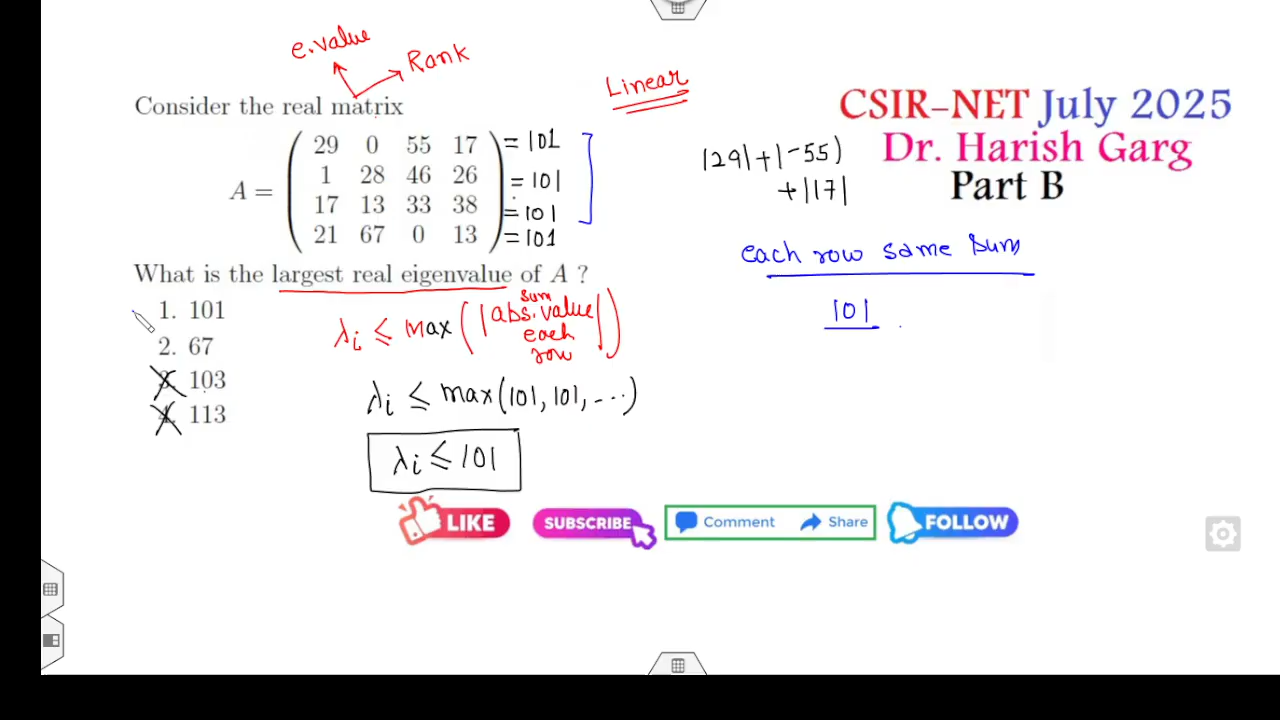 e.value
Rank
Linear
Consider the real matrix
A =
29 0 55 17 = 101
1 28 46 26 = 101
17 13 33 38 = 101
21 67 0 13 = 101
|29|+|-55)
+|17|
CSIR-NET July 2025
Dr. Harish Garg
Part B
each row same sum
101
What is the largest real eigenvalue of A ?
1. 101
2. 67
3. 103
4. 113
λi ≤ max(|sum abs.value each row|)
λi ≤ max(101, 101, ---)
λi ≤ 101
LIKE
SUBSCRIBE
Comment
Share
FOLLOW